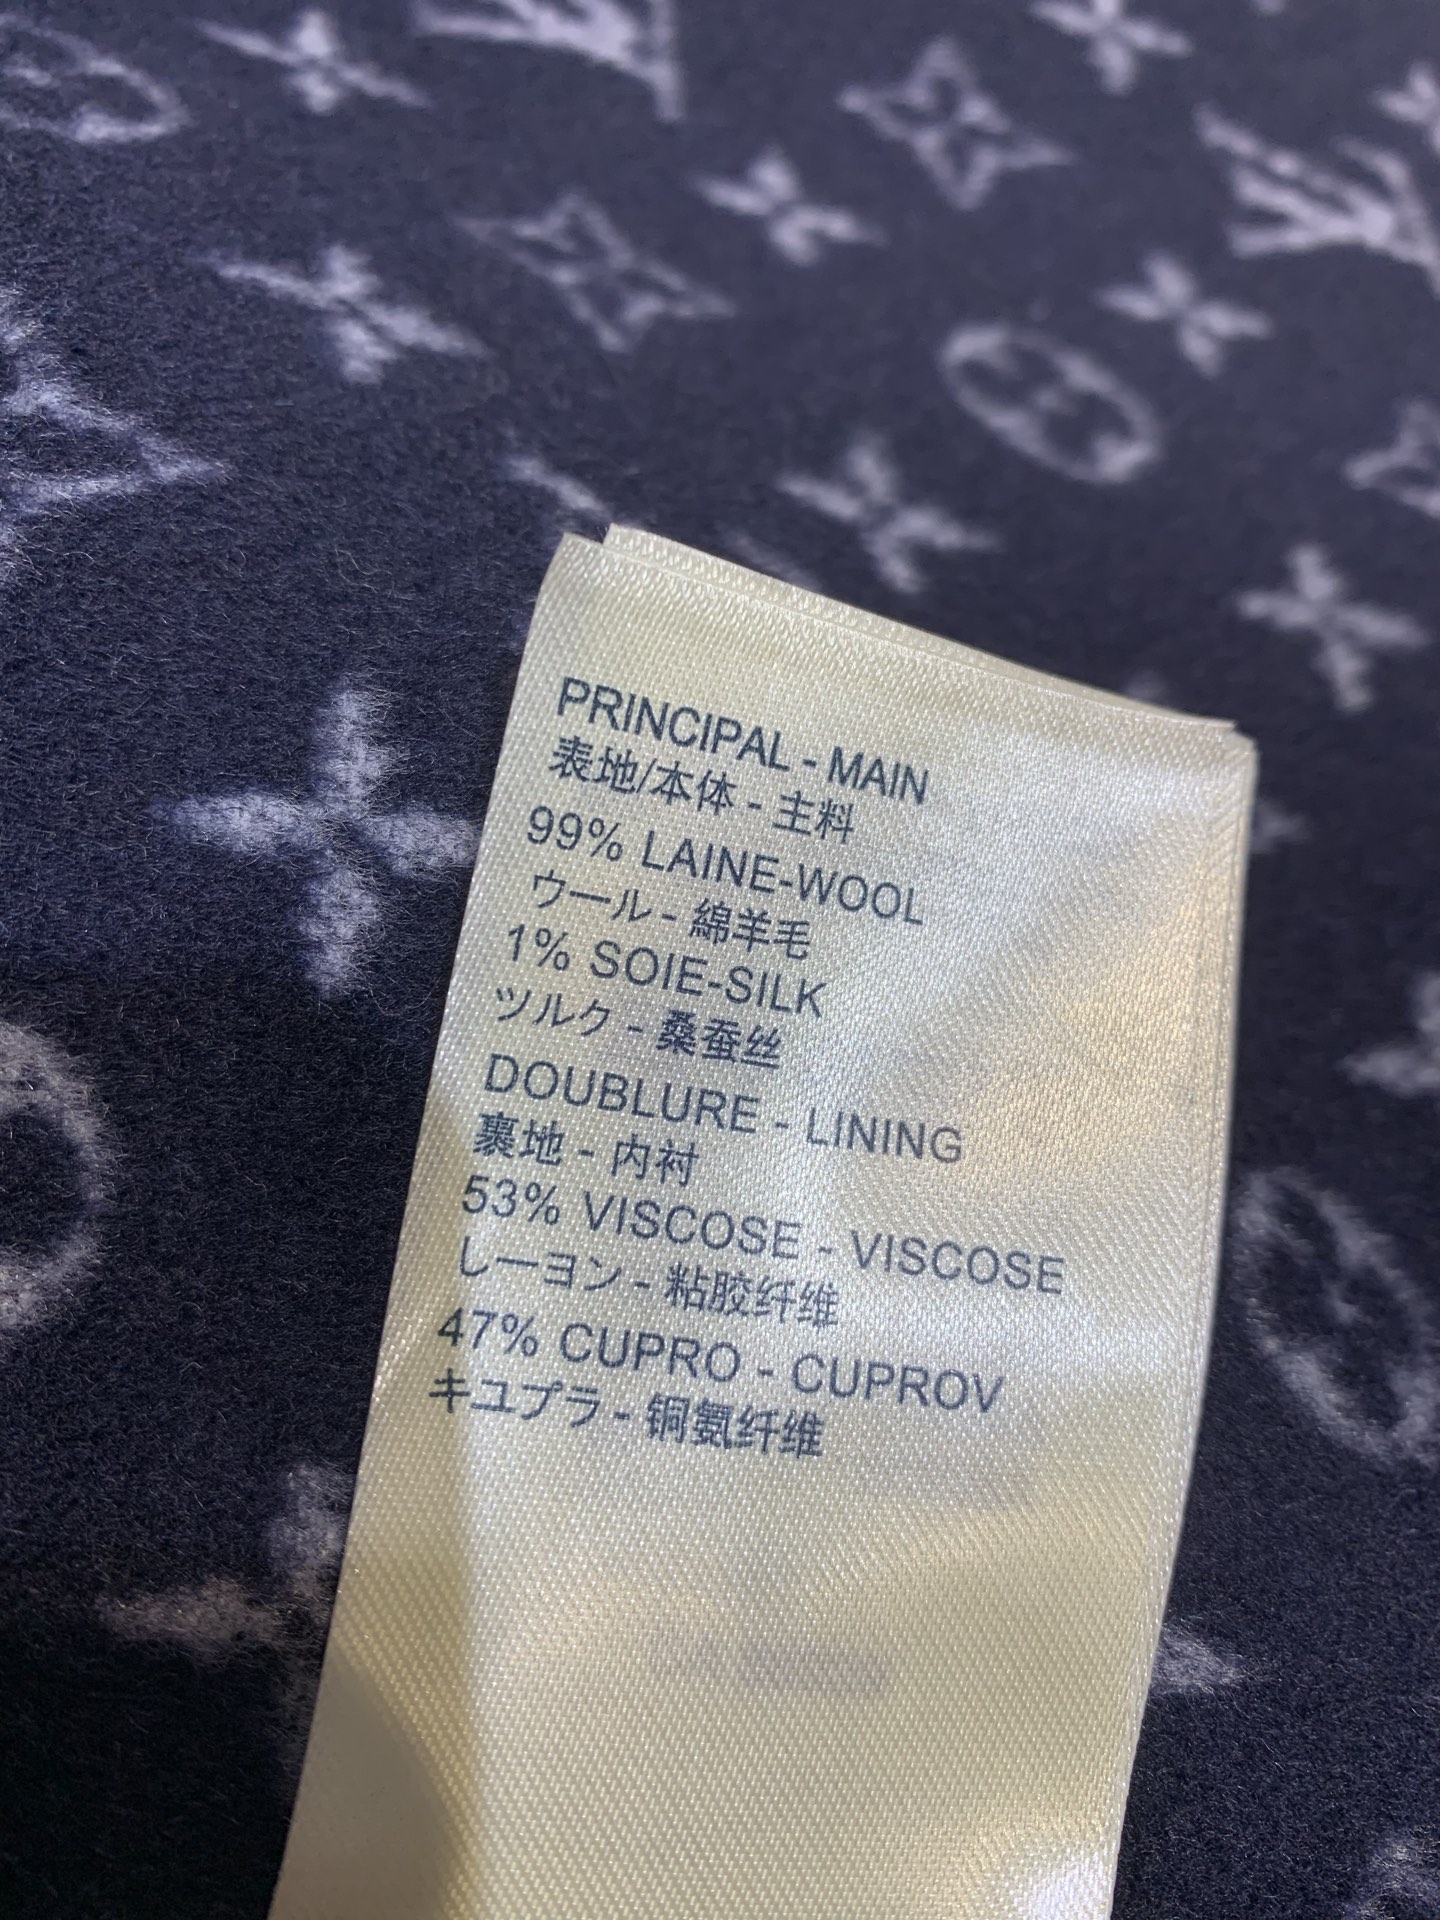 PRINCIPAL - MAIN
表地/本体 - 主料
99% LAINE-WOOL
ウール - 綿羊毛
1% SOIE-SILK
ツルク - 桑蚕丝
DOUBLURE - LINING
裏地 - 内衬
53% VISCOSE - VISCOSE
しーヨン - 粘胶纤维
47% CUPRO - CUPROV
キユプラ - 铜氨纤维